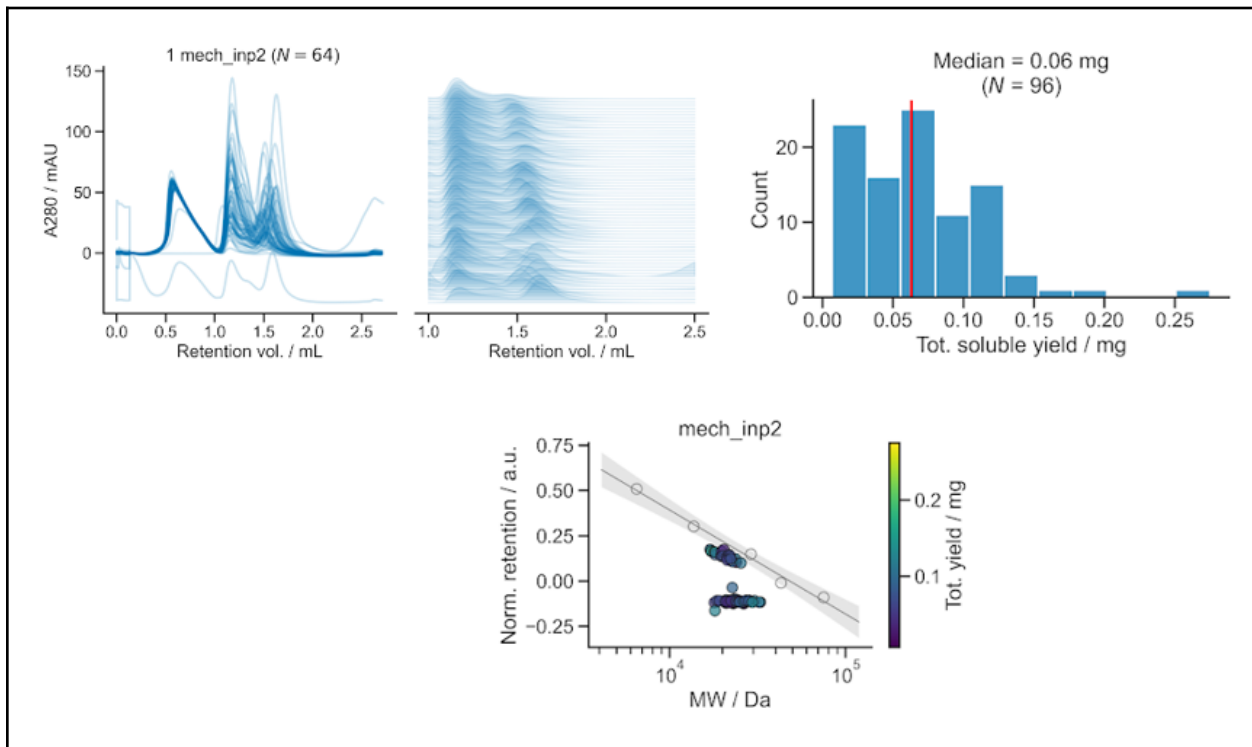 1 mech_inp2 (N = 64)
A280 / mAU
150
100
50
0
0.0 0.5 1.0 1.5 2.0 2.5
Retention vol. / mL
1.0 1.5 2.0 2.5
Retention vol. / mL
Median = 0.06 mg
(N = 96)
Count
20
10
0
0.00 0.05 0.10 0.15 0.20 0.25
Tot. soluble yield / mg
mech_inp2
Norm. retention / a.u.
0.75
0.50
0.25
0.00
−0.25
10⁴ 10⁵
MW / Da
0.2
0.1
Tot. yield / mg